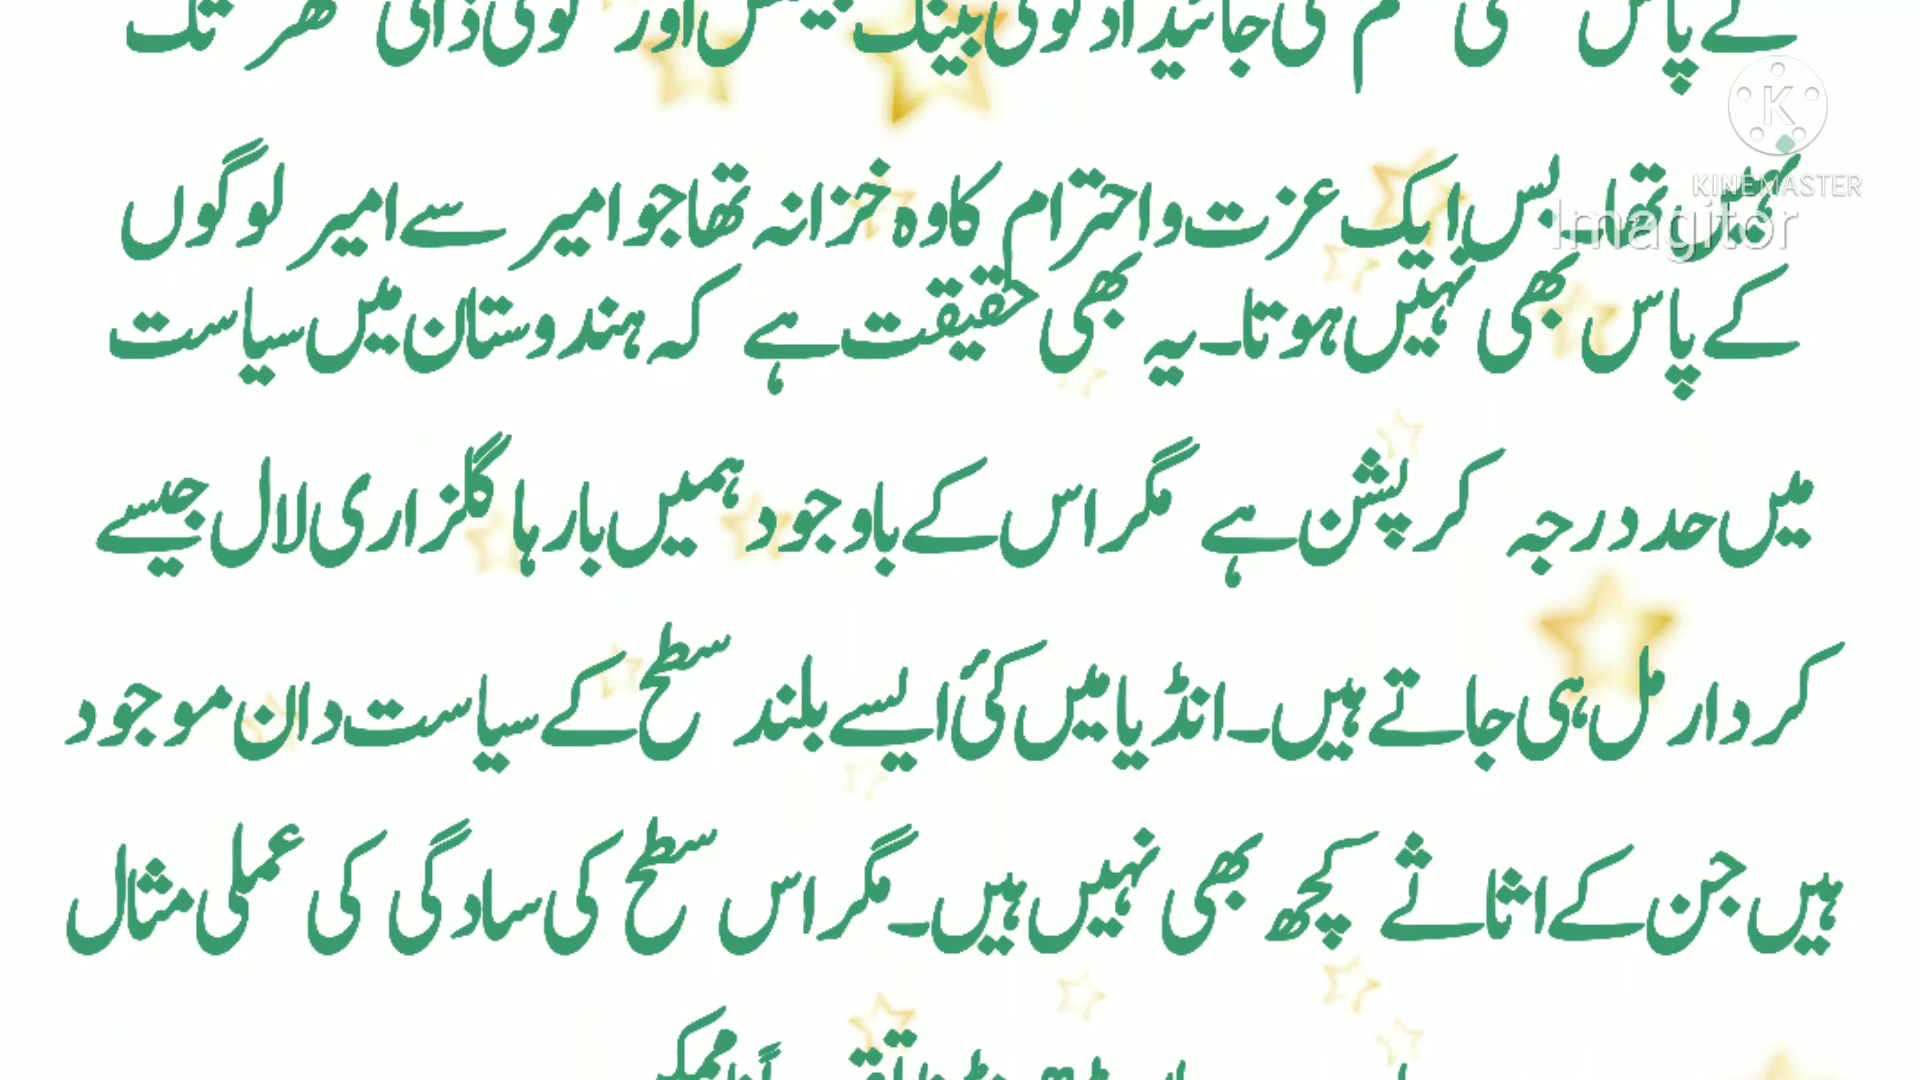 کے پاس کسی قسم کی جائیداد کوئی بینک بیلنس اور کوئی ذاتی گھر تک
نہیں تھا۔ بس ایک عزت و احترام کا وہ خزانہ تھا جو امیر سے امیر لوگوں
کے پاس بھی نہیں ہوتا۔ یہ بھی حقیقت ہے کہ ہندوستان میں سیاست
میں حد درجہ کرپشن ہے مگر اس کے باوجود ہمیں بارہا گلزاری لال جیسے
کردار مل ہی جاتے ہیں۔ انڈیا میں کئ ایسے بلند سطح کے سیاست دان موجود
ہیں جن کے اثاثے کچھ بھی نہیں ہیں۔ مگر اس سطح کی سادگی کی عملی مثال
KINEMASTER
Imagitor